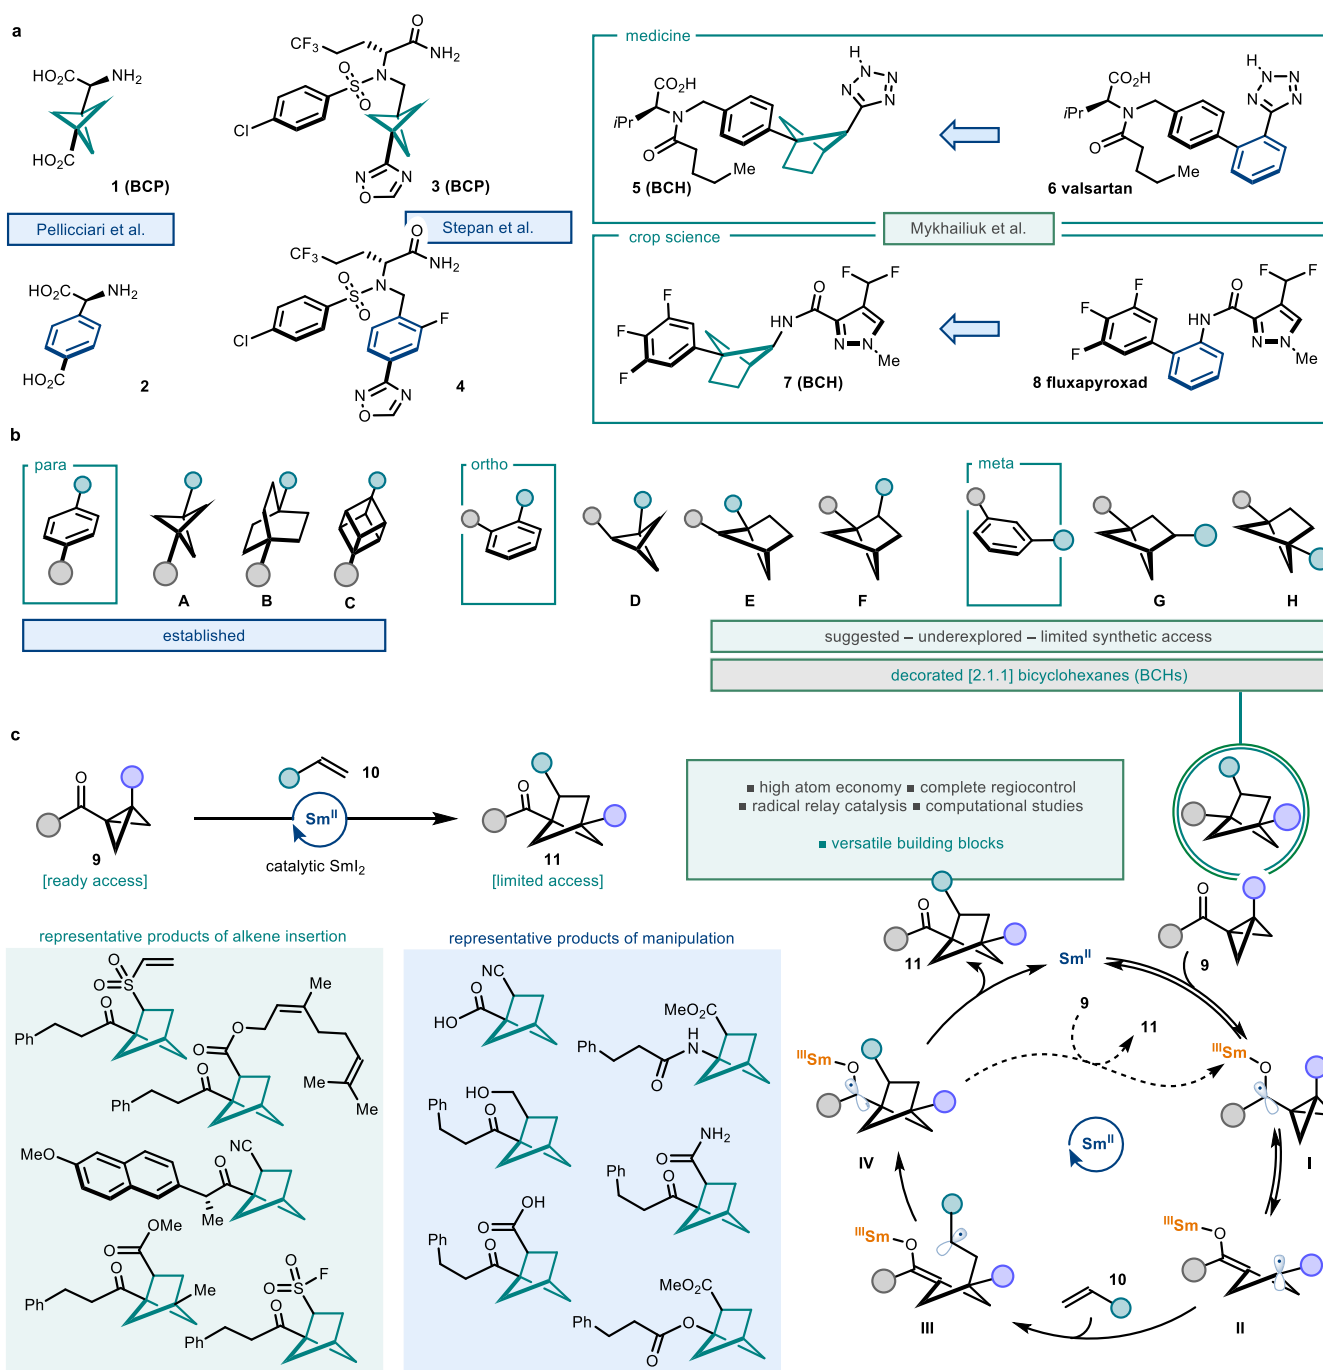 a
HO₂C
NH₂
HO₂C
1 (BCP)
Pellicciari et al.
HO₂C
NH₂
HO₂C
2
CF₃
O
NH₂
N
O
S
O
Cl
N
N
O
3 (BCP)
Stepan et al.
CF₃
O
NH₂
N
O
S
O
F
Cl
N
N
O
4
medicine
CO₂H
iPr
N
O
Me
H
N
N
N
N
5 (BCH)
CO₂H
iPr
N
O
Me
H
N
N
N
N
6 valsartan
Mykhailiuk et al.
crop science
F
F
F
HN
O
F
F
N
N
Me
7 (BCH)
F
F
F
HN
O
F
F
N
N
Me
8 fluxapyroxad
b
para
A
B
C
established
ortho
D
E
F
meta
G
H
suggested – underexplored – limited synthetic access
decorated [2.1.1] bicyclohexanes (BCHs)
c
O
9
[ready access]
10
Smᴵᴵ
catalytic SmI₂
O
11
[limited access]
■ high atom economy ■ complete regiocontrol
■ radical relay catalysis ■ computational studies
■ versatile building blocks
representative products of alkene insertion
O
O
S
O
Ph
O
O
Me
Me
Me
O
Ph
MeO
Me
O
NC
OMe
O
O
Me
Ph
O
O
S
F
O
Ph
representative products of manipulation
NC
O
HO
MeO₂C
Ph
H
N
O
HO
Ph
O
NH₂
O
O
Ph
OH
O
O
Ph
MeO₂C
Ph
O
O
O
11
Smᴵᴵ
O
9
9
11
ᴵᴵᴵSm
O
I
ᴵᴵᴵSm
O
IV
Smᴵᴵ
ᴵᴵᴵSm
O
III
10
ᴵᴵᴵSm
O
II